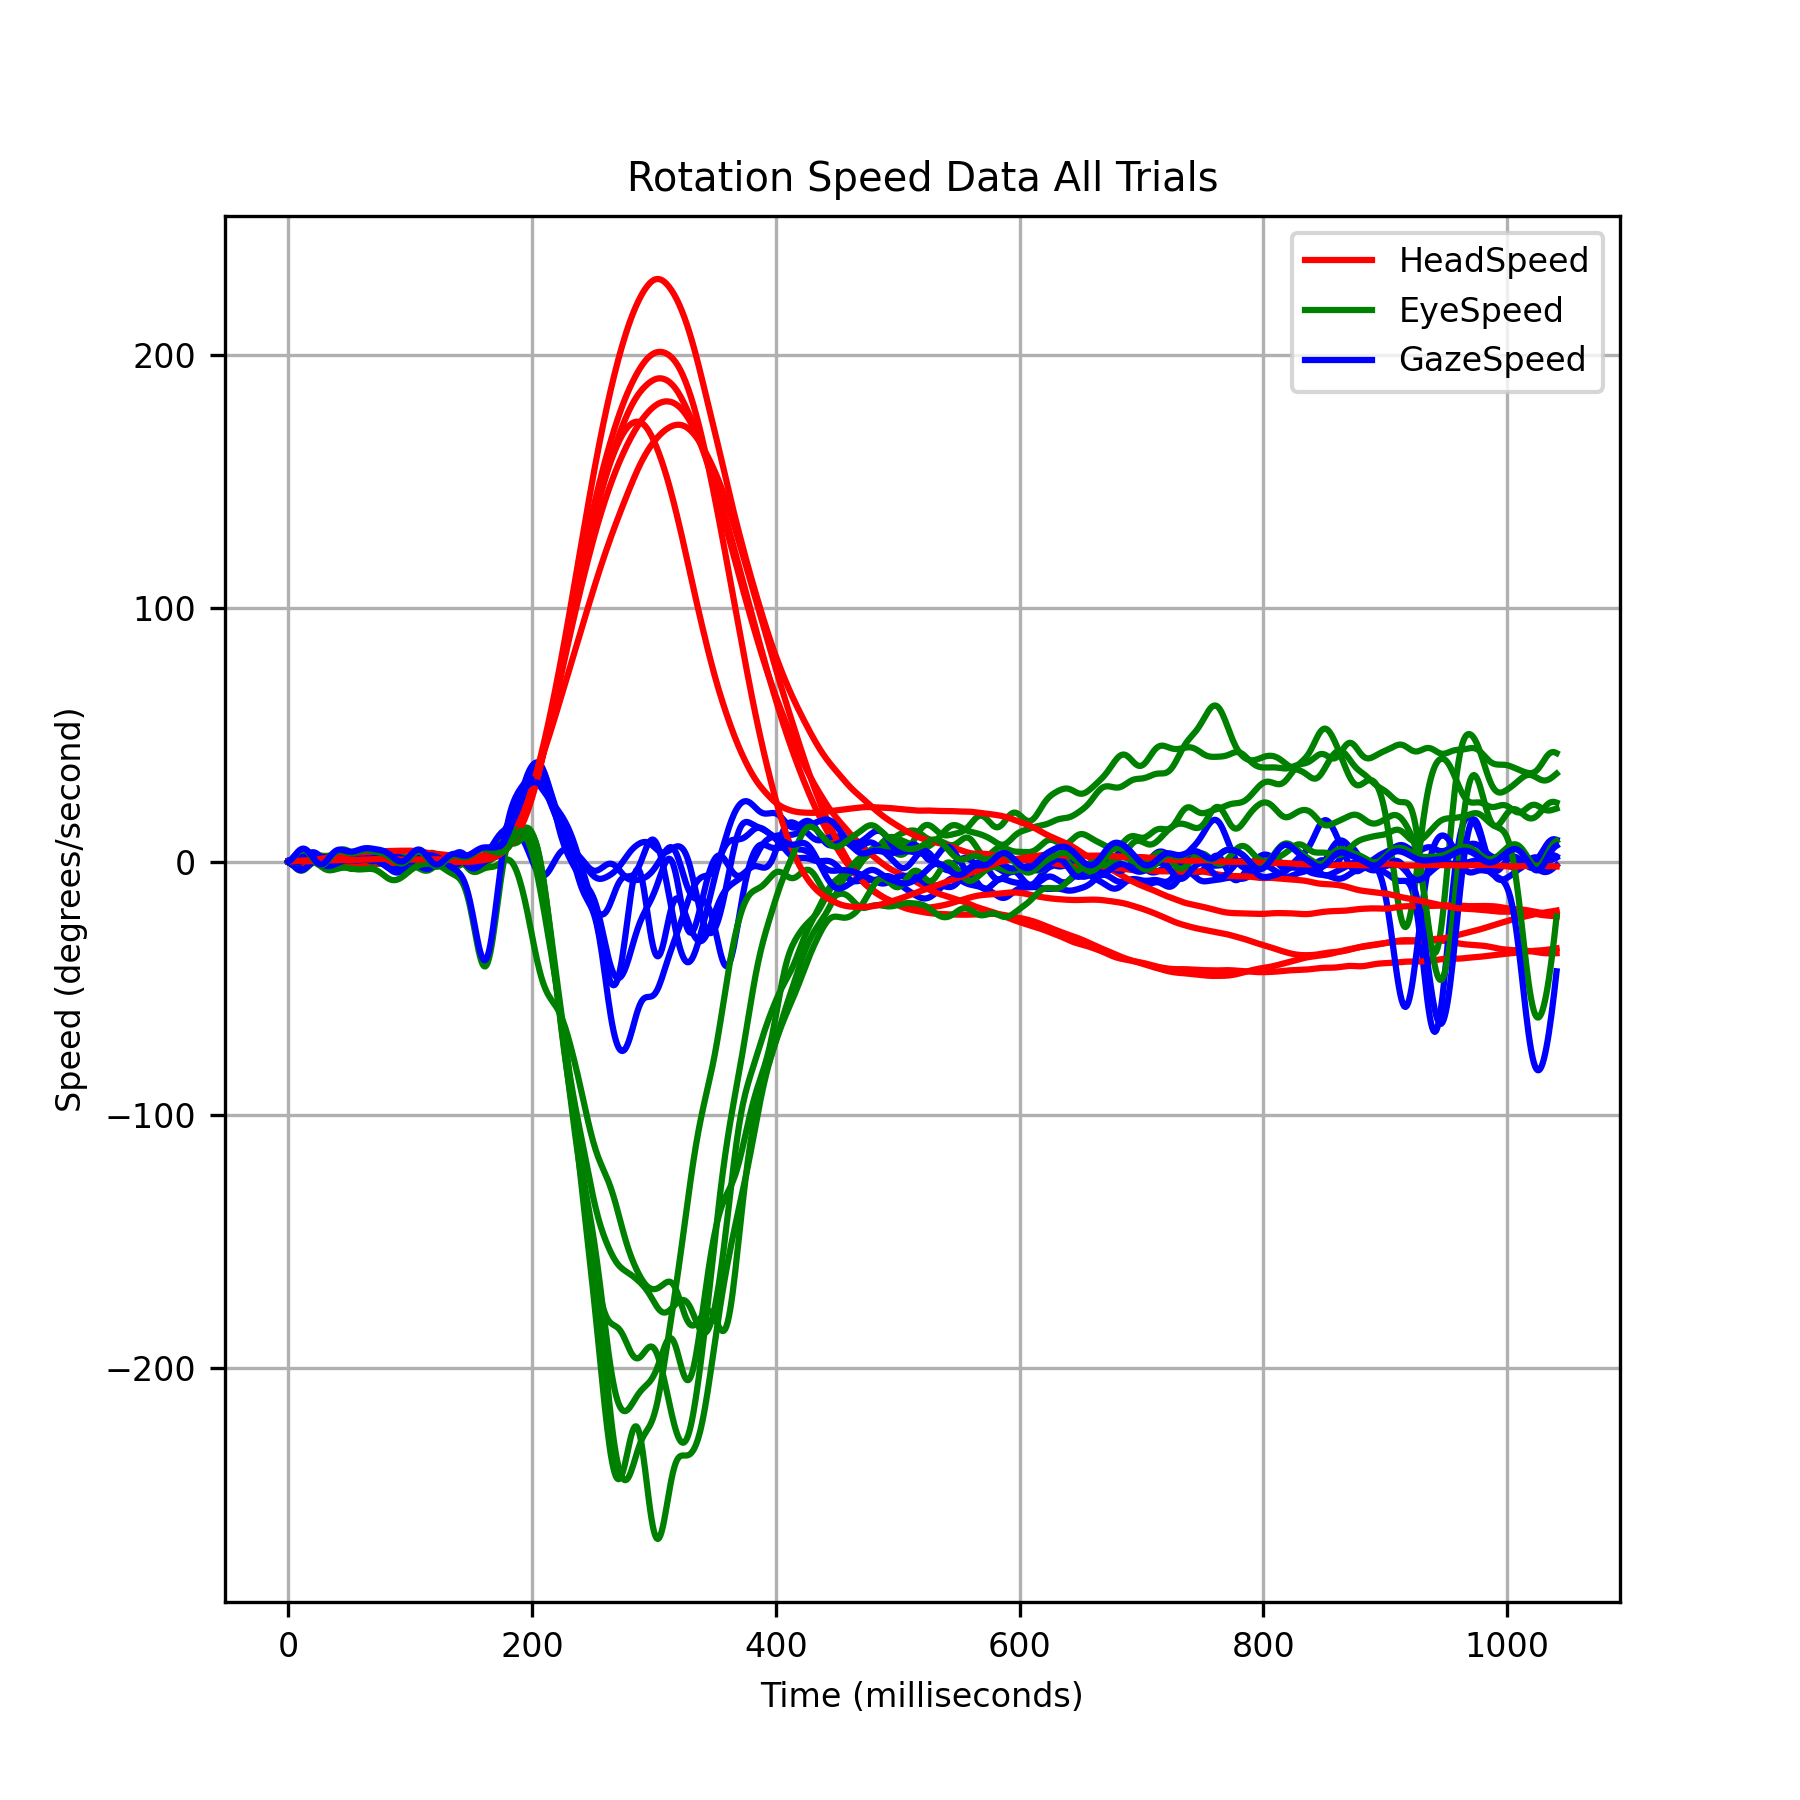 Rotation Speed Data All Trials
HeadSpeed
EyeSpeed
GazeSpeed
200
100
0
−100
−200
Speed (degrees/second)
0 200 400 600 800 1000
Time (milliseconds)